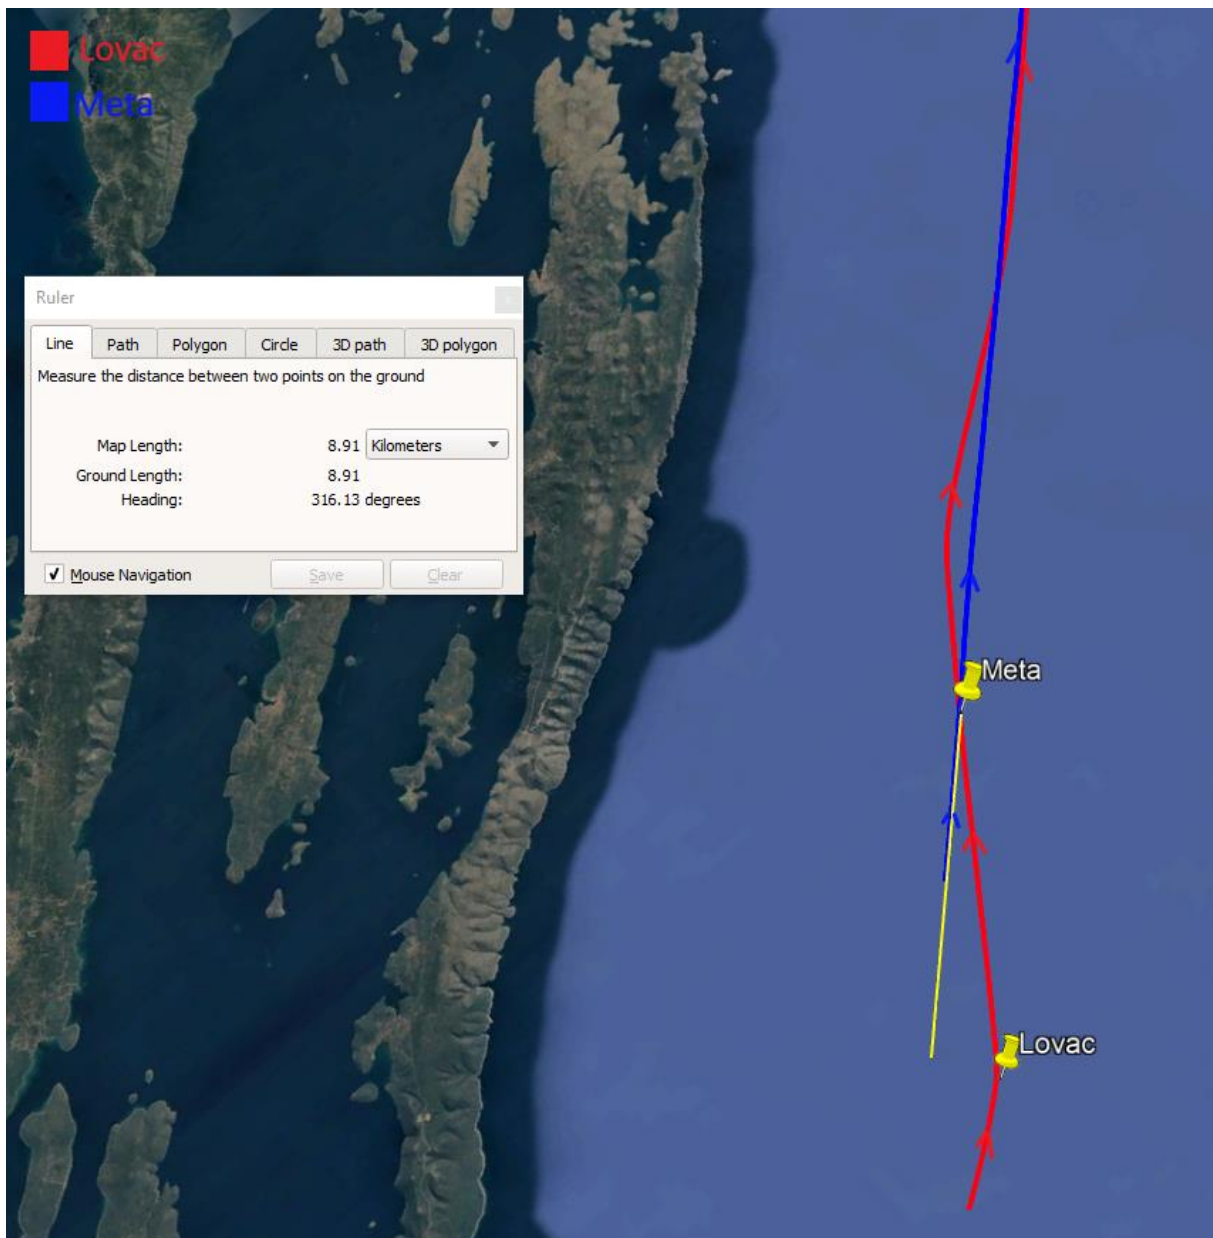 Lovac
Meta
Ruler
Line Path Polygon Circle 3D path 3D polygon
Measure the distance between two points on the ground
Map Length: 8.91 Kilometers
Ground Length: 8.91
Heading: 316.13 degrees
Mouse Navigation Save Clear
Meta
Lovac